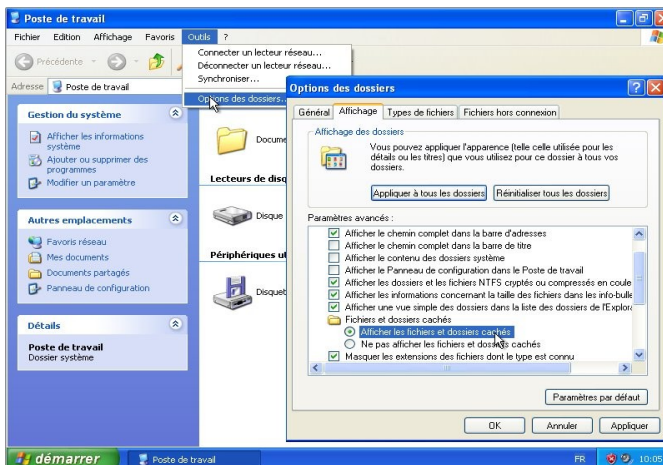 Poste de travail
Fichier Edition Affichage Favoris Outils ?
Précédente
Adresse Poste de travail
Connecter un lecteur réseau...
Déconnecter un lecteur réseau...
Synchroniser...
Options des dossiers...
Gestion du système
Afficher les informations
système
Ajouter ou supprimer des
programmes
Modifier un paramètre
Autres emplacements
Favoris réseau
Mes documents
Documents partagés
Panneau de configuration
Détails
Poste de travail
Dossier système
Docume
Lecteurs de disq
Disque
Périphériques ut
Disquet
Options des dossiers
Général Affichage Types de fichiers Fichiers hors connexion
Affichage des dossiers
Vous pouvez appliquer l'apparence (telle celle utilisée pour les
détails ou les titres) que vous utilisez pour ce dossier à tous vos
dossiers.
Appliquer à tous les dossiers Réinitialiser tous les dossiers
Paramètres avancés :
Afficher le chemin complet dans la barre d'adresses
Afficher le chemin complet dans la barre de titre
Afficher le contenu des dossiers système
Afficher le Panneau de configuration dans le Poste de travail
Afficher les dossiers et les fichiers NTFS cryptés ou compressés en coule
Afficher les informations concernant la taille des fichiers dans les info-bulle
Afficher une vue simple des dossiers dans la liste des dossiers de l'Explora
Fichiers et dossiers cachés
Afficher les fichiers et dossiers cachés
Ne pas afficher les fichiers et dossiers cachés
Masquer les extensions des fichiers dont le type est connu
Paramètres par défaut
OK Annuler Appliquer
démarrer Poste de travail FR 10:05